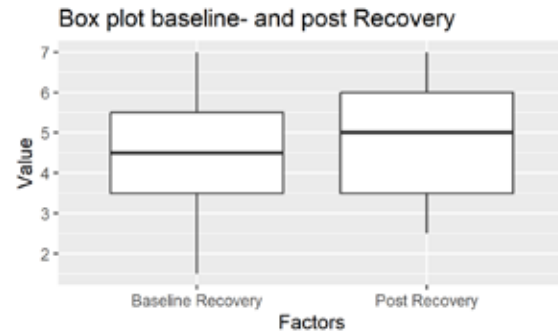 Box plot baseline- and post Recovery
7
6
5
4
3
2
Value
Baseline Recovery Post Recovery
Factors